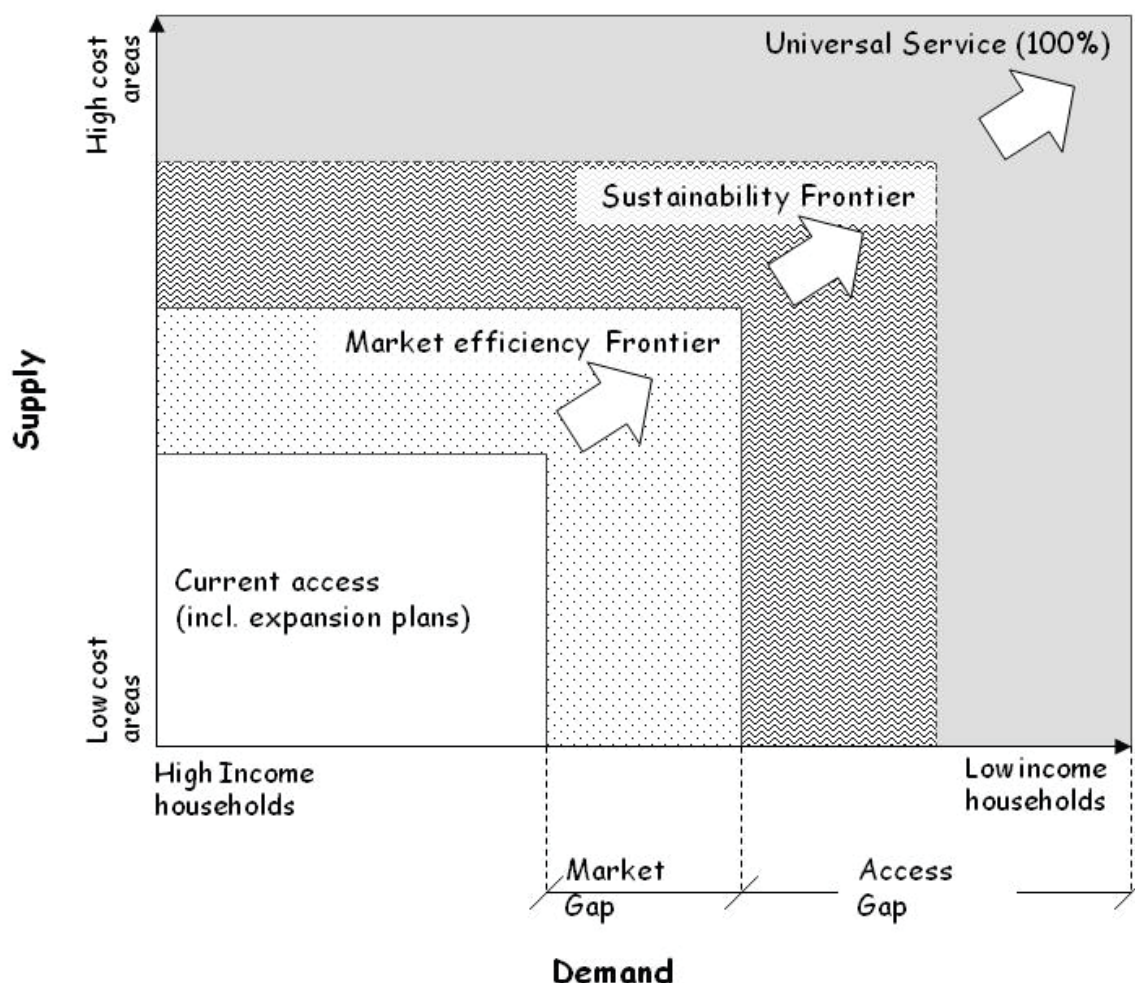 High cost
areas
Universal Service (100%)
Sustainability Frontier
Market efficiency Frontier
Supply
Current access
(incl. expansion plans)
Low cost
areas
High Income
households
Low income
households
Market
Gap
Access
Gap
Demand